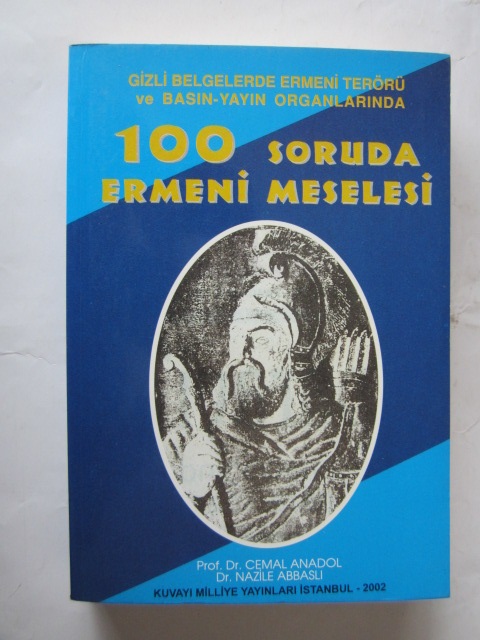 GİZLİ BELGELERDE ERMENİ TERÖRÜ
ve BASIN-YAYIN ORGANLARINDA
100 SORUDA
ERMENİ MESELESİ
Prof. Dr. CEMAL ANADOL
Dr. NAZİLE ABBASLI
KUVAYI MİLLİYE YAYINLARI İSTANBUL - 2002